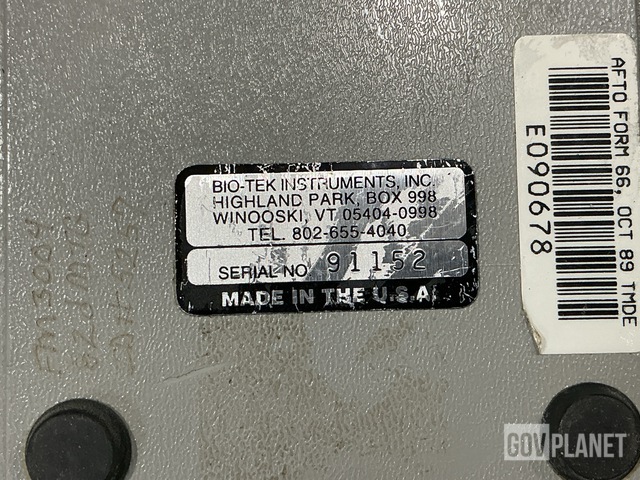 BIO-TEK INSTRUMENTS, INC.
HIGHLAND PARK, BOX 998
WINOOSKI, VT 05404-0998
TEL. 802-655-4040
SERIAL NO 91152
MADE IN THE U.S.A.
AFTO FORM 66, OCT 89 TMDE
E090678
GOVPLANET